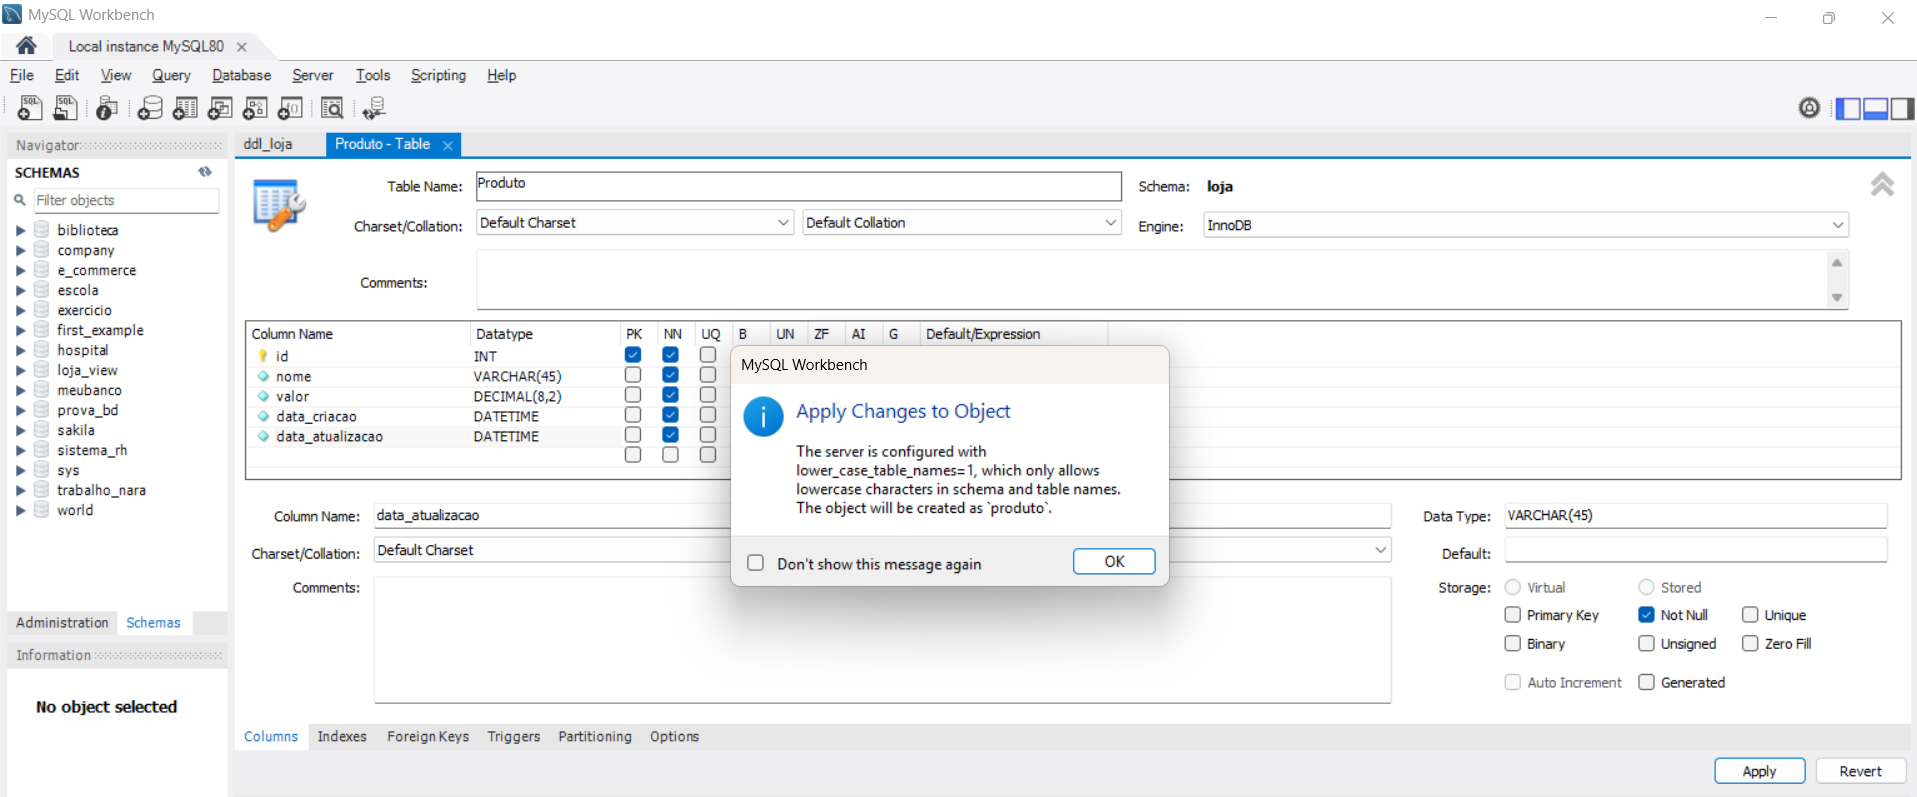 MySQL Workbench
Local instance MySQL80
File Edit View Query Database Server Tools Scripting Help
Navigator
SCHEMAS
Filter objects
biblioteca
company
e_commerce
escola
exercicio
first_example
hospital
loja_view
meubanco
prova_bd
sakila
sistema_rh
sys
trabalho_nara
world
Administration Schemas
Information
No object selected
ddl_loja Produto - Table
Table Name: Produto Schema: loja
Charset/Collation: Default Charset Default Collation Engine: InnoDB
Comments:
Column Name Datatype PK NN UQ B UN ZF AI G Default/Expression
id INT
nome VARCHAR(45)
valor DECIMAL(8,2)
data_criacao DATETIME
data_atualizacao DATETIME
MySQL Workbench
Apply Changes to Object
The server is configured with
lower_case_table_names=1, which only allows
lowercase characters in schema and table names.
The object will be created as `produto`.
Don't show this message again OK
Column Name: data_atualizacao Data Type: VARCHAR(45)
Charset/Collation: Default Charset Default:
Comments: Storage: Virtual Stored
Primary Key Not Null Unique
Binary Unsigned Zero Fill
Auto Increment Generated
Columns Indexes Foreign Keys Triggers Partitioning Options
Apply Revert